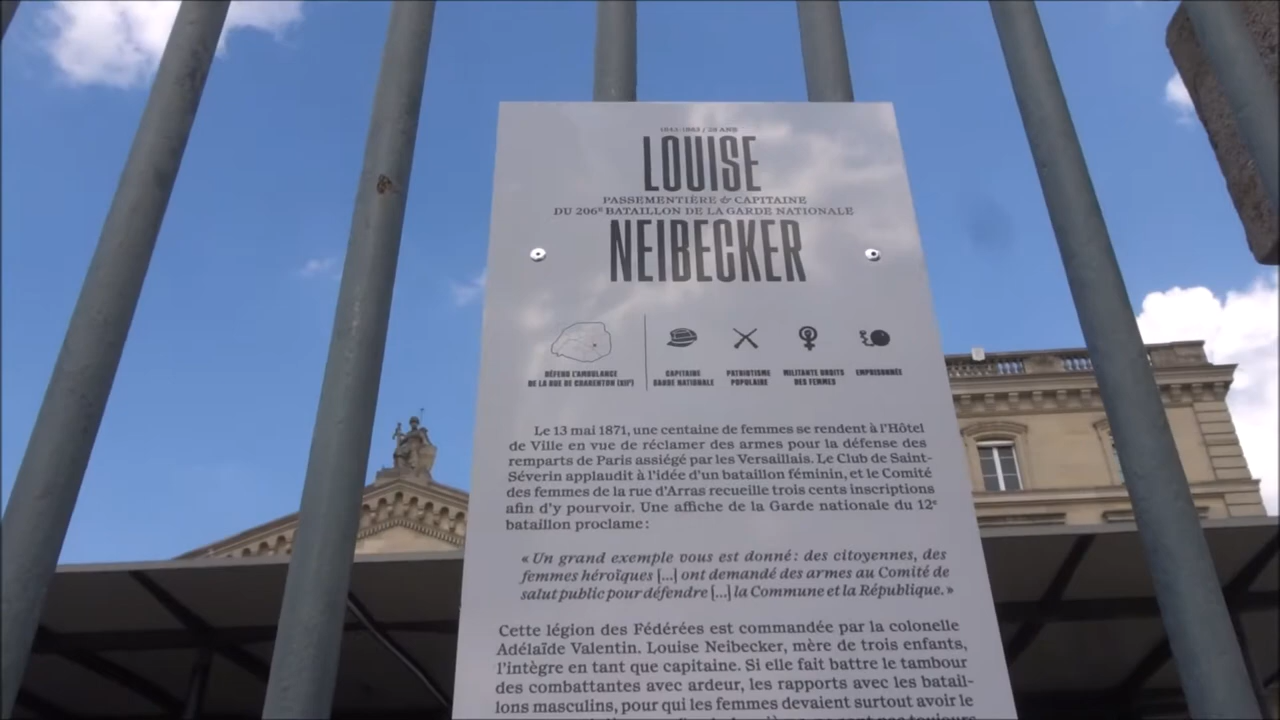 LOUISE
PASSEMENTIÈRE & CAPITAINE
DU 206ᵉ BATAILLON DE LA GARDE NATIONALE
NEIBECKER
DÉFEND L'AMBULANCE
DE LA RUE DE CHARENTON (XIIᵉ)
CAPITAINE
GARDE NATIONALE
PATRIOTISME
POPULAIRE
MILITANTE DROITS
DES FEMMES
EMPRISONNÉE
Le 13 mai 1871, une centaine de femmes se rendent à l'Hôtel
de Ville en vue de réclamer des armes pour la défense des
remparts de Paris assiégé par les Versaillais. Le Club de Saint-
Séverin applaudit à l'idée d'un bataillon féminin, et le Comité
des femmes de la rue d'Arras recueille trois cents inscriptions
afin d'y pourvoir. Une affiche de la Garde nationale du 12ᵉ
bataillon proclame :
« Un grand exemple vous est donné : des citoyennes, des
femmes héroïques [...] ont demandé des armes au Comité de
salut public pour défendre [...] la Commune et la République. »
Cette légion des Fédérées est commandée par la colonelle
Adélaïde Valentin. Louise Neibecker, mère de trois enfants,
l'intègre en tant que capitaine. Si elle fait battre le tambour
des combattantes avec ardeur, les rapports avec les batail-
lons masculins, pour qui les femmes devaient surtout avoir le